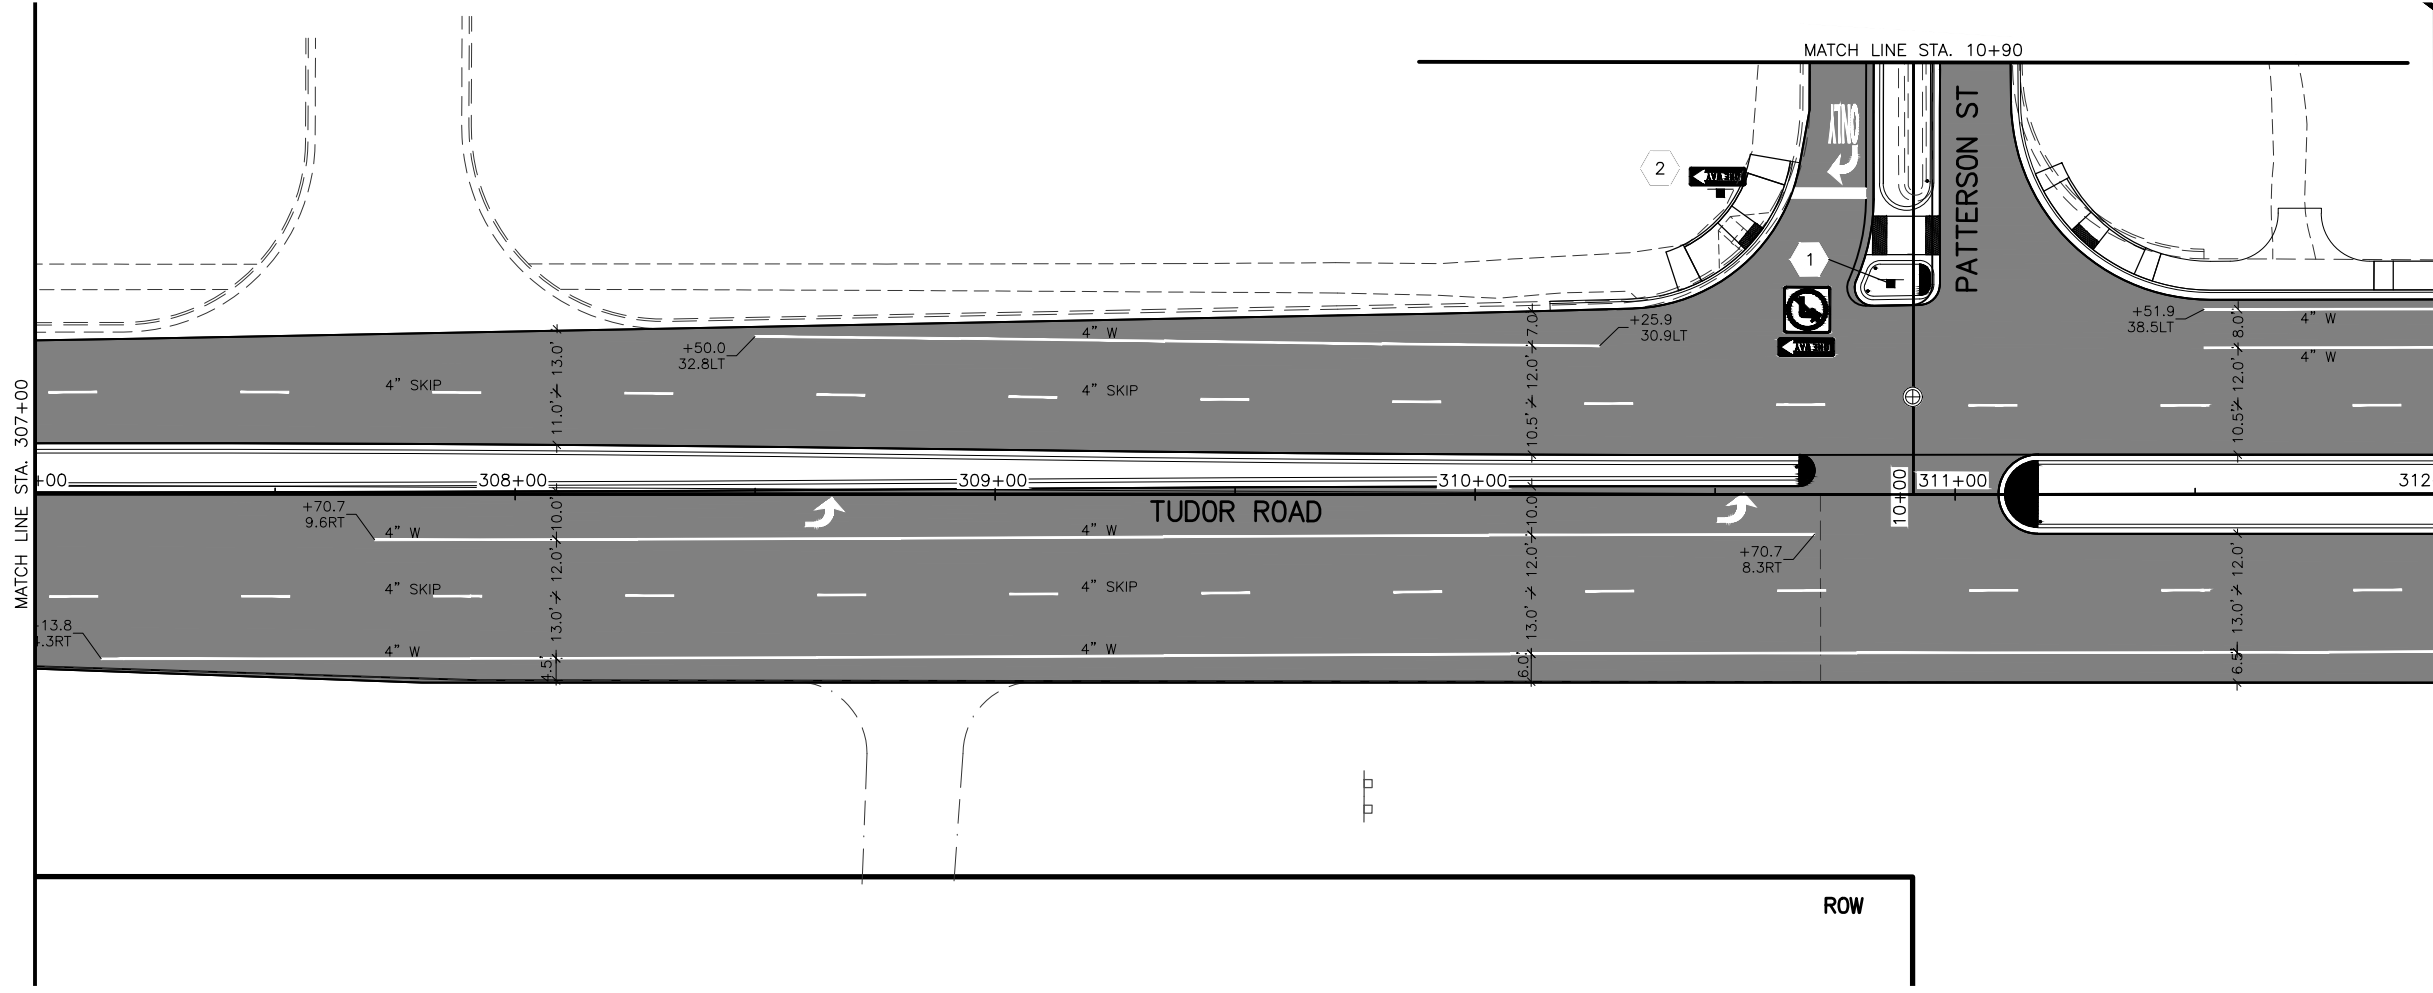 MATCH LINE STA. 10+90
ONLY
PATTERSON ST
2
ONE WAY
1
ONE WAY
+50.0
32.8LT
4" W
+25.9
30.9LT
+51.9
38.5LT
4" W
4" W
13.0'
11.0'
7.0'
12.0'
10.5'
8.0'
12.0'
10.5'
4" SKIP
4" SKIP
MATCH LINE STA. 307+00
+00
308+00
309+00
310+00
10+00
311+00
312
TUDOR ROAD
+70.7
9.6RT
4" W
4" W
+70.7
8.3RT
10.0'
12.0'
13.0'
4.5'
10.0'
12.0'
13.0'
6.0'
12.0'
13.0'
6.5'
4" SKIP
4" SKIP
13.8
.3RT
4" W
4" W
ROW